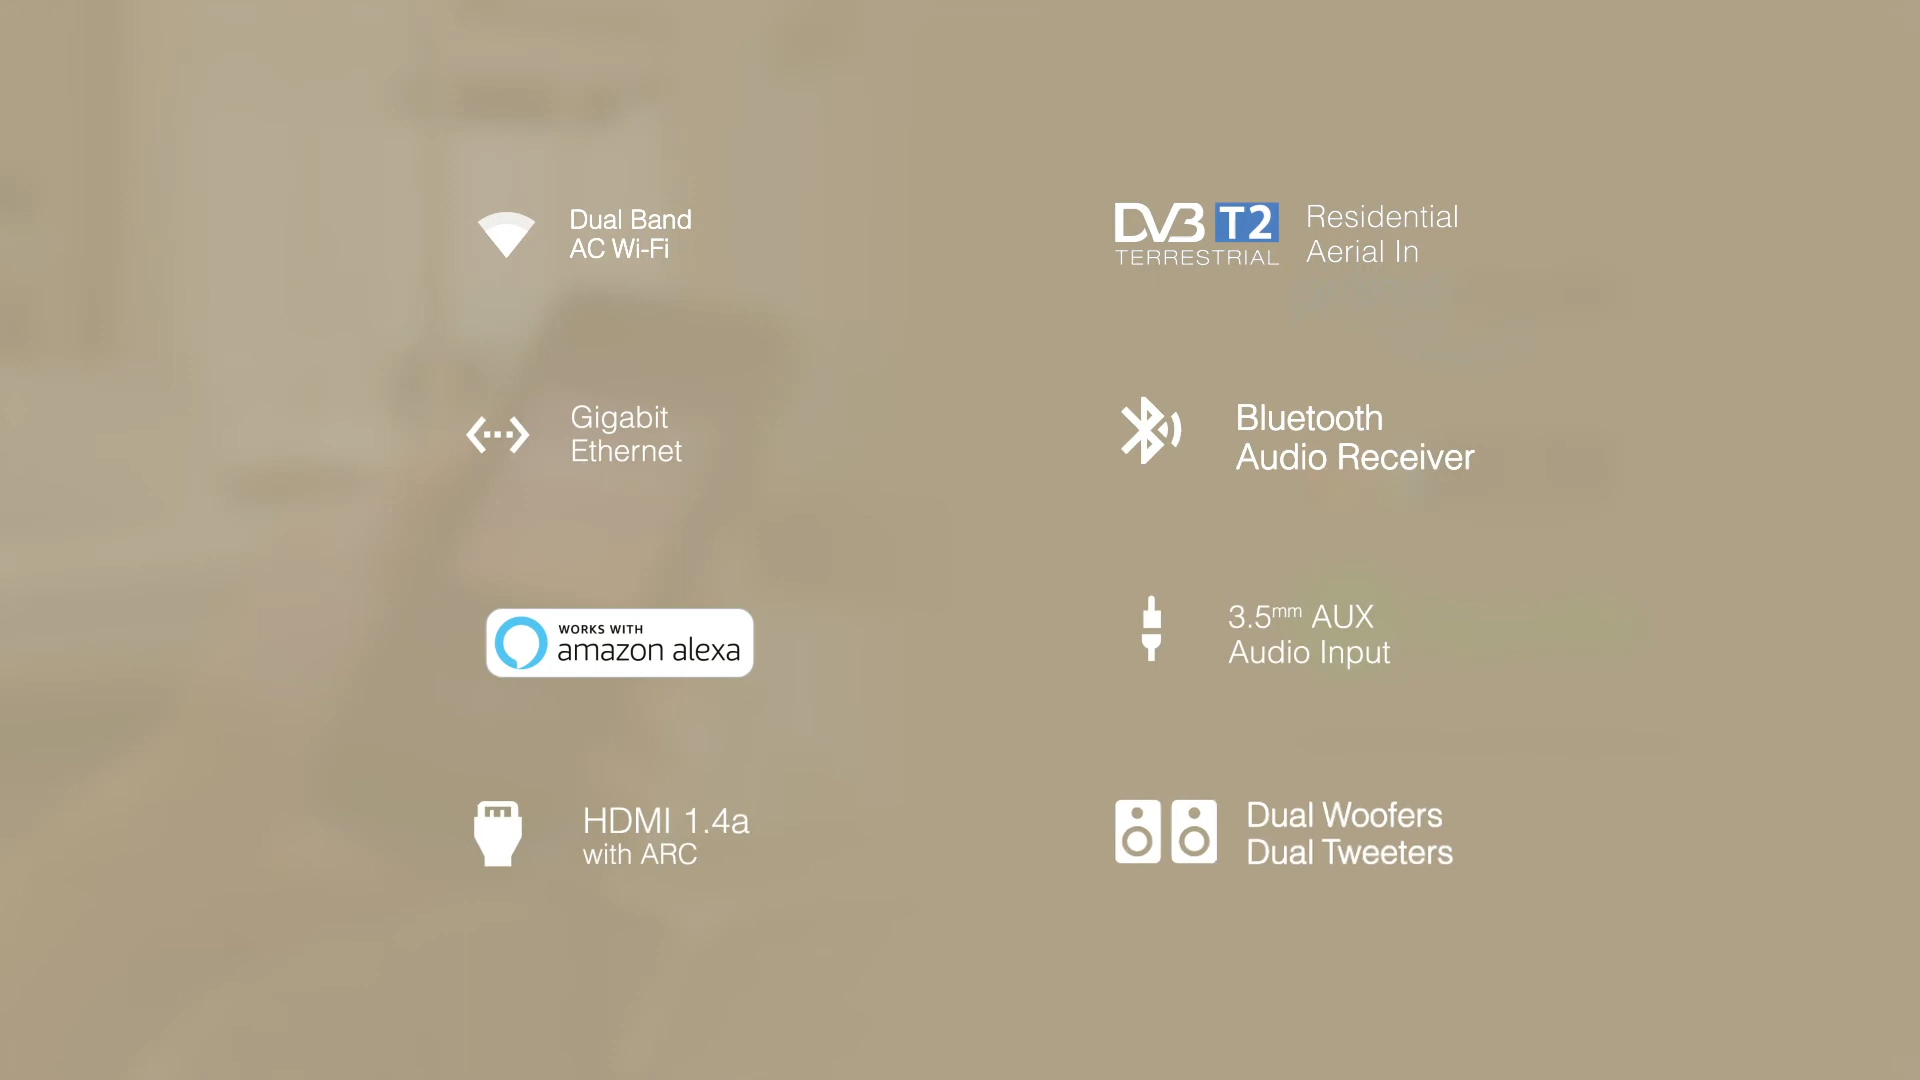 Dual Band
AC Wi-Fi
Gigabit
Ethernet
WORKS WITH
amazon alexa
HDMI 1.4a
with ARC
DVB T2
TERRESTRIAL
Residential
Aerial In
Bluetooth
Audio Receiver
3.5mm AUX
Audio Input
Dual Woofers
Dual Tweeters